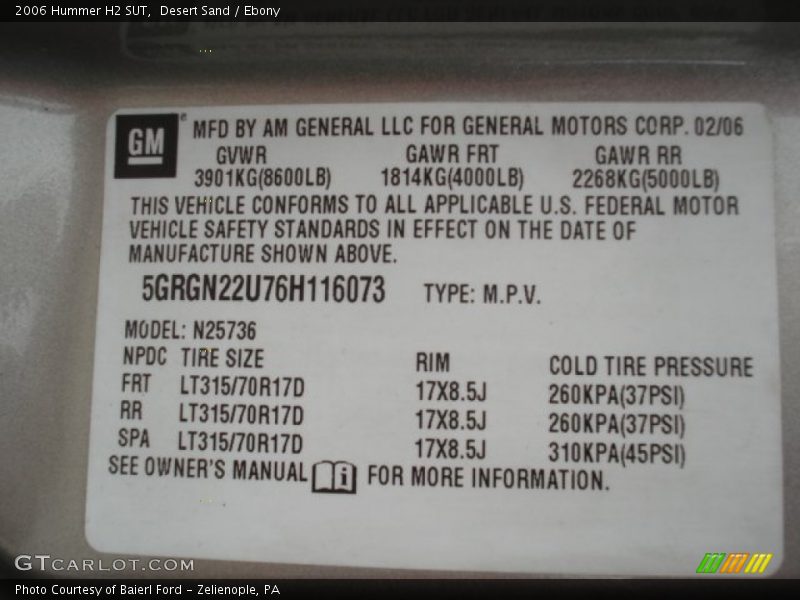 2006 Hummer H2 SUT,  Desert Sand / Ebony
GM® MFD BY AM GENERAL LLC FOR GENERAL MOTORS CORP. 02/06
GVWR GAWR FRT GAWR RR
3901KG(8600LB) 1814KG(4000LB) 2268KG(5000LB)
THIS VEHICLE CONFORMS TO ALL APPLICABLE U.S. FEDERAL MOTOR
VEHICLE SAFETY STANDARDS IN EFFECT ON THE DATE OF
MANUFACTURE SHOWN ABOVE.
5GRGN22U76H116073 TYPE: M.P.V.
MODEL: N25736
NPDC TIRE SIZE RIM COLD TIRE PRESSURE
FRT LT315/70R17D 17X8.5J 260KPA(37PSI)
RR LT315/70R17D 17X8.5J 260KPA(37PSI)
SPA LT315/70R17D 17X8.5J 310KPA(45PSI)
SEE OWNER'S MANUAL i FOR MORE INFORMATION.
GTCARLOT.COM
Photo Courtesy of Baierl Ford - Zelienople, PA